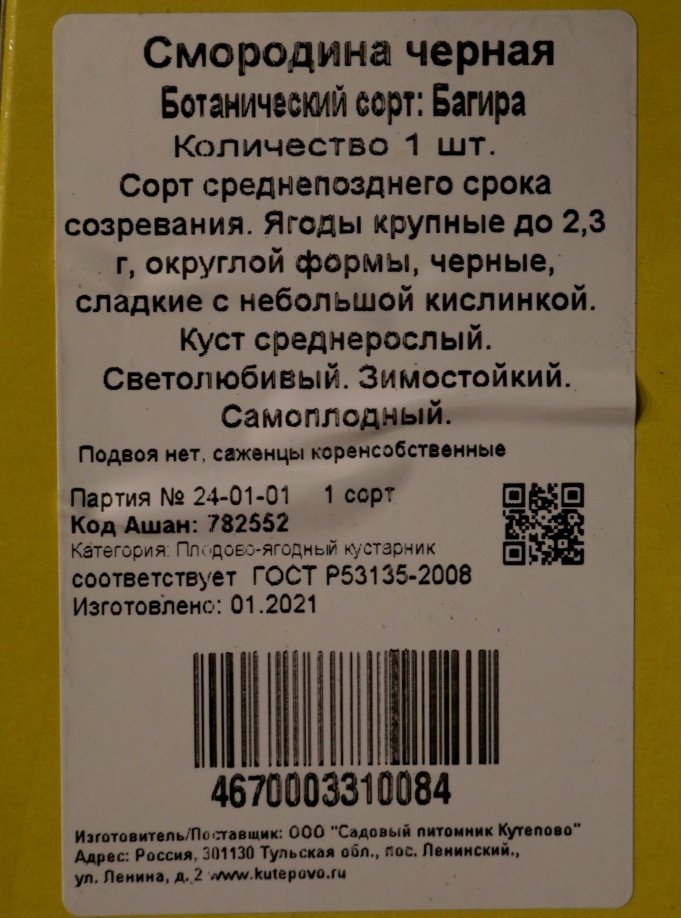 Смородина черная
Ботанический сорт: Багира
Количество 1 шт.
Сорт среднепозднего срока
созревания. Ягоды крупные до 2,3
г, округлой формы, черные,
сладкие с небольшой кислинкой.
Куст среднерослый.
Светолюбивый. Зимостойкий.
Самоплодный.
Подвоя нет, саженцы коренсобственные
Партия № 24-01-01 1 сорт
Код Ашан: 782552
Категория: Плодово-ягодный кустарник
соответствует ГОСТ Р53135-2008
Изготовлено: 01.2021
4670003310084
Изготовитель/Поставщик: ООО "Садовый питомник Кутепово"
Адрес: Россия, 301130 Тульская обл., пос. Ленинский.,
ул. Ленина, д. 2 www.kutepovo.ru